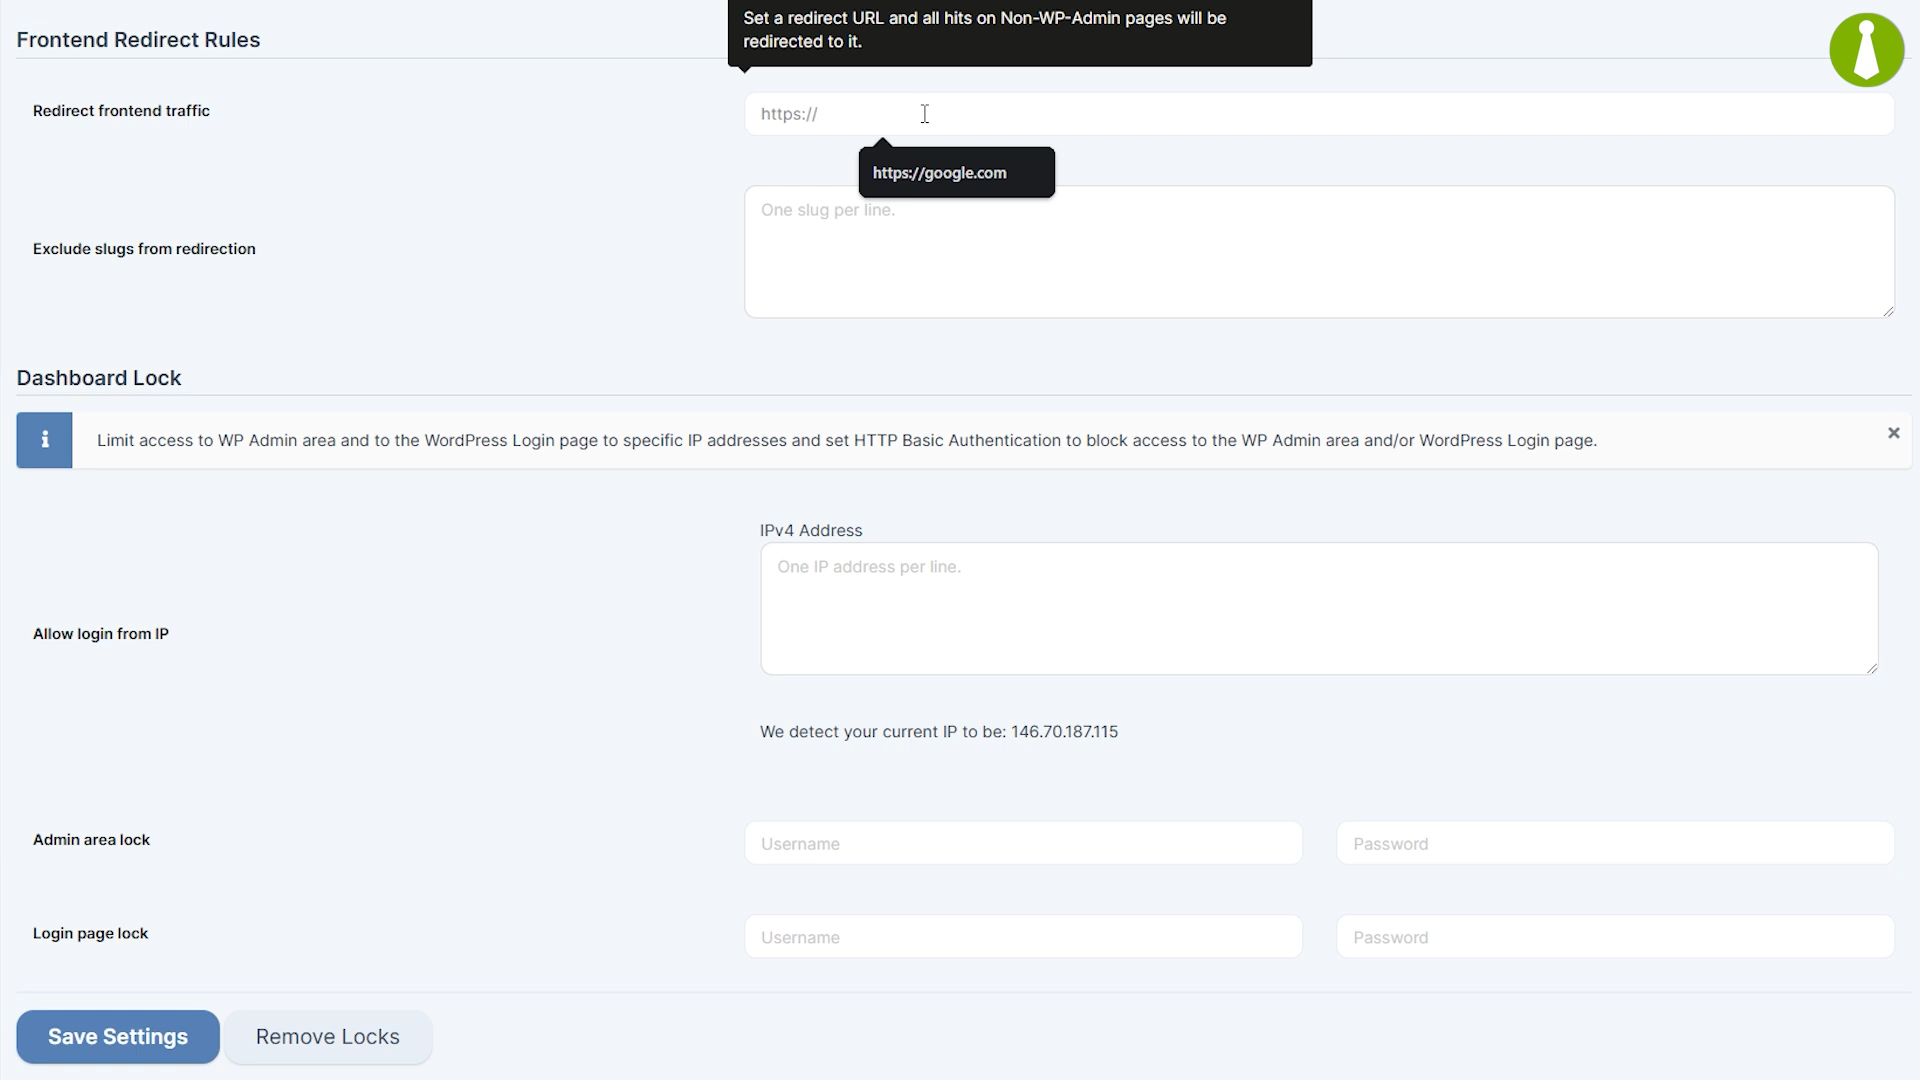 Set a redirect URL and all hits on Non-WP-Admin pages will be
redirected to it.
Frontend Redirect Rules
Redirect frontend traffic
https://
https://google.com
Exclude slugs from redirection
One slug per line.
Dashboard Lock
i
Limit access to WP Admin area and to the WordPress Login page to specific IP addresses and set HTTP Basic Authentication to block access to the WP Admin area and/or WordPress Login page.
IPv4 Address
One IP address per line.
Allow login from IP
We detect your current IP to be: 146.70.187.115
Admin area lock
Username
Password
Login page lock
Username
Password
Save Settings
Remove Locks